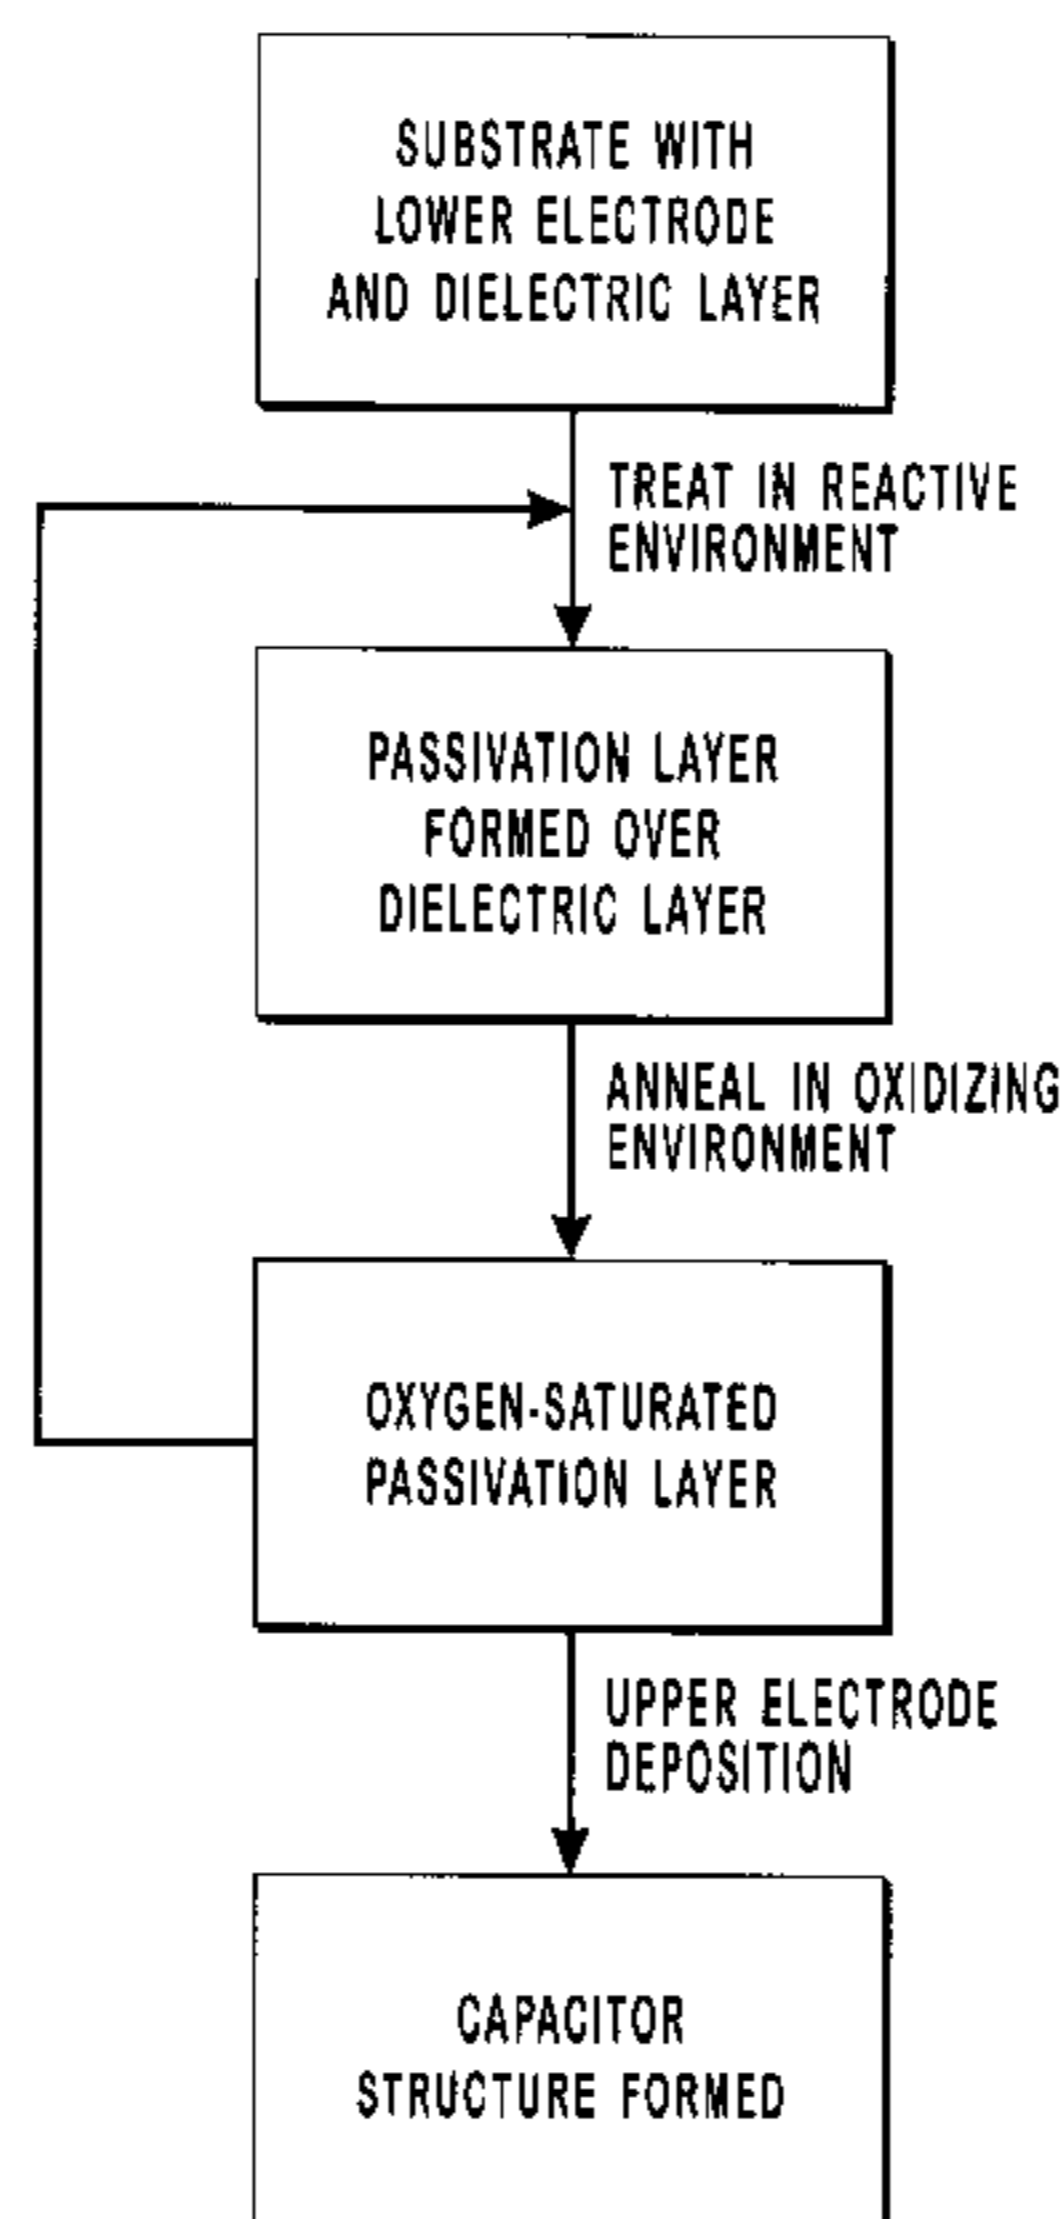 SUBSTRATE WITH
LOWER ELECTRODE
AND DIELECTRIC LAYER
TREAT IN REACTIVE
ENVIRONMENT
PASSIVATION LAYER
FORMED OVER
DIELECTRIC LAYER
ANNEAL IN OXIDIZING
ENVIRONMENT
OXYGEN-SATURATED
PASSIVATION LAYER
UPPER ELECTRODE
DEPOSITION
CAPACITOR
STRUCTURE FORMED